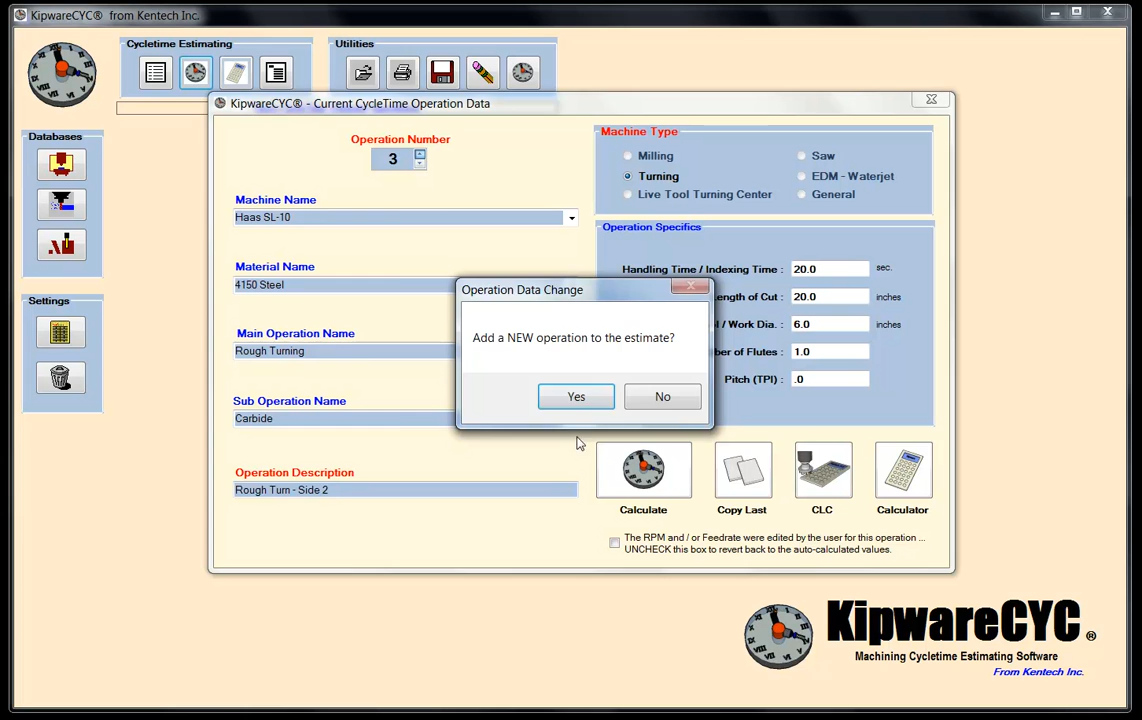 KipwareCYC® from Kentech Inc.
Cycletime Estimating
Utilities
KipwareCYC® - Current CycleTime Operation Data
Databases
Settings
Operation Number
3
Machine Name
Haas SL-10
Material Name
4150 Steel
Main Operation Name
Rough Turning
Sub Operation Name
Carbide
Operation Description
Rough Turn - Side 2
Machine Type
Milling
Saw
Turning
EDM - Waterjet
Live Tool Turning Center
General
Operation Specifics
Handling Time / Indexing Time : 20.0 sec.
ength of Cut : 20.0 inches
/ Work Dia. : 6.0 inches
ber of Flutes : 1.0
Pitch (TPI) : .0
Operation Data Change
Add a NEW operation to the estimate?
Yes
No
Calculate
Copy Last
CLC
Calculator
The RPM and / or Feedrate were edited by the user for this operation ...
UNCHECK this box to revert back to the auto-calculated values.
KipwareCYC®
Machining Cycletime Estimating Software
From Kentech Inc.